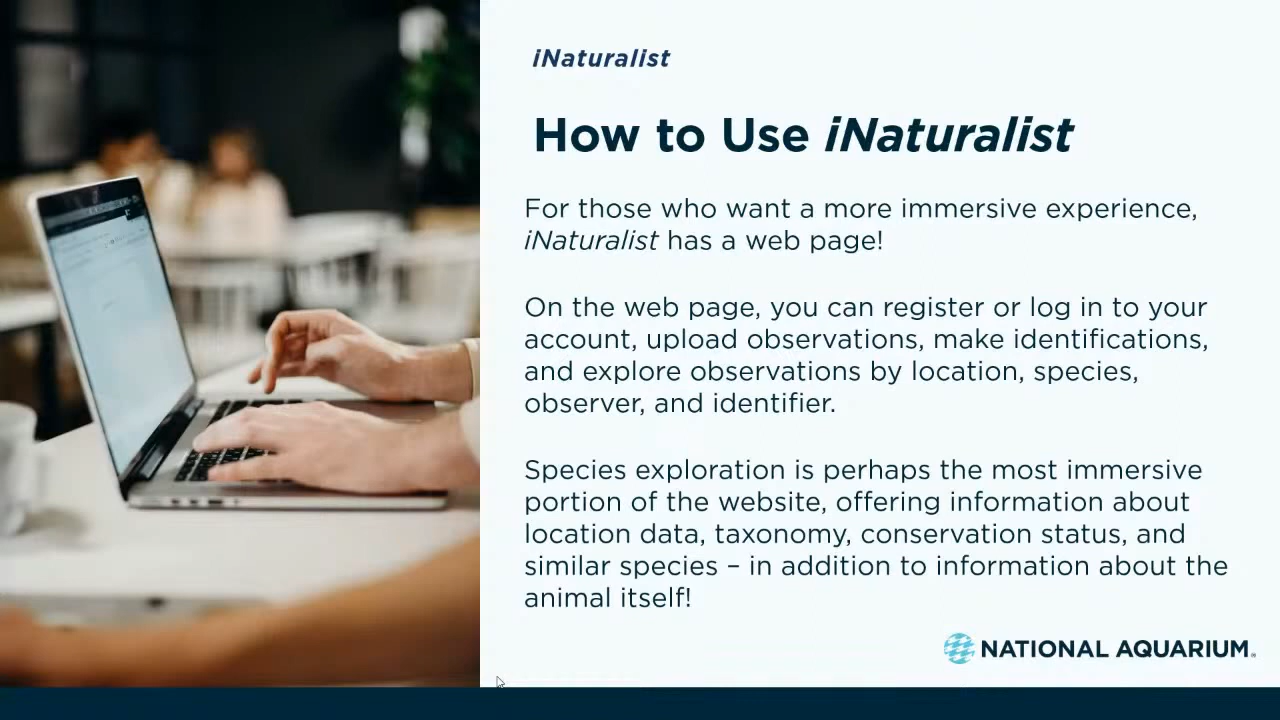 iNaturalist
How to Use iNaturalist
For those who want a more immersive experience,
iNaturalist has a web page!
On the web page, you can register or log in to your
account, upload observations, make identifications,
and explore observations by location, species,
observer, and identifier.
Species exploration is perhaps the most immersive
portion of the website, offering information about
location data, taxonomy, conservation status, and
similar species – in addition to information about the
animal itself!
NATIONAL AQUARIUM